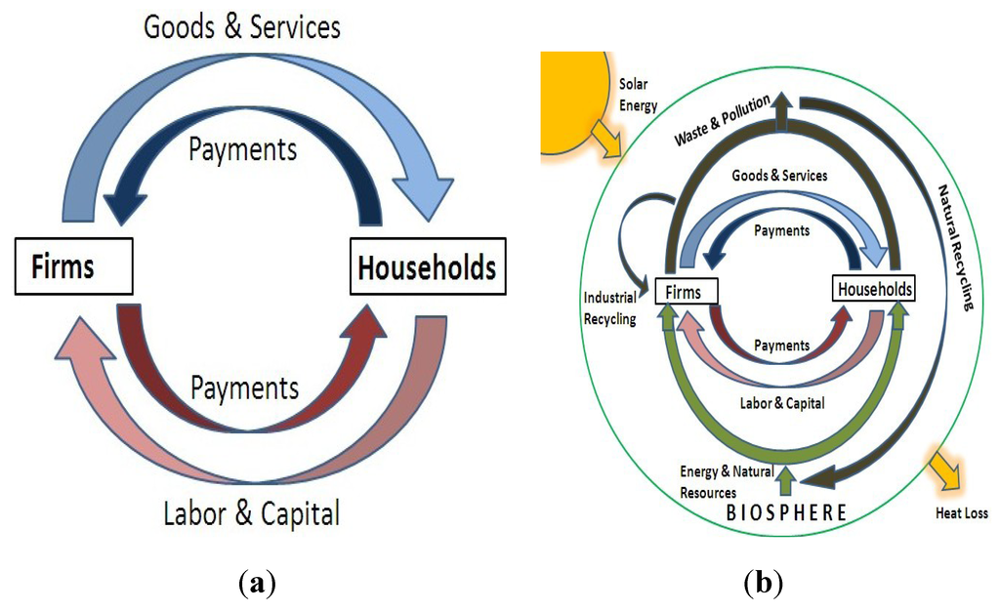 Goods & Services
Payments
Firms
Households
Payments
Labor & Capital
(a)
Solar
Energy
Waste & Pollution
Goods & Services
Payments
Natural Recycling
Industrial
Recycling
Firms
Households
Payments
Labor & Capital
Energy & Natural
Resources
BIOSPHERE
Heat Loss
(b)